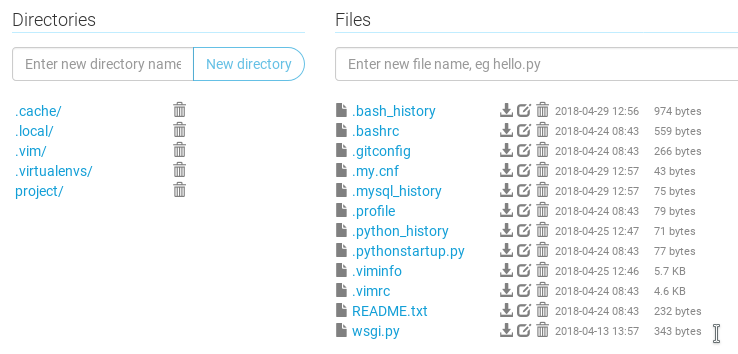 Directories
Enter new directory name
New directory
.cache/
.local/
.vim/
.virtualenvs/
project/
Files
Enter new file name, eg hello.py
.bash_history 2018-04-29 12:56 974 bytes
.bashrc 2018-04-24 08:43 559 bytes
.gitconfig 2018-04-24 08:43 266 bytes
.my.cnf 2018-04-29 12:57 43 bytes
.mysql_history 2018-04-29 12:57 75 bytes
.profile 2018-04-24 08:43 79 bytes
.python_history 2018-04-25 12:47 71 bytes
.pythonstartup.py 2018-04-24 08:43 77 bytes
.viminfo 2018-04-25 12:46 5.7 KB
.vimrc 2018-04-24 08:43 4.6 KB
README.txt 2018-04-24 08:43 232 bytes
wsgi.py 2018-04-13 13:57 343 bytes